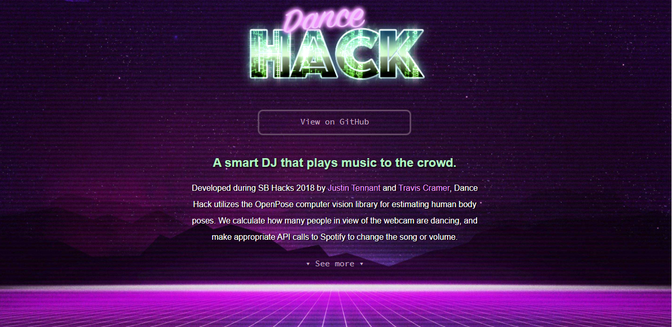 Dance
HACK
View on GitHub
A smart DJ that plays music to the crowd.
Developed during SB Hacks 2018 by Justin Tennant and Travis Cramer, Dance
Hack utilizes the OpenPose computer vision library for estimating human body
poses. We calculate how many people in view of the webcam are dancing, and
make appropriate API calls to Spotify to change the song or volume.
▾ See more ▾